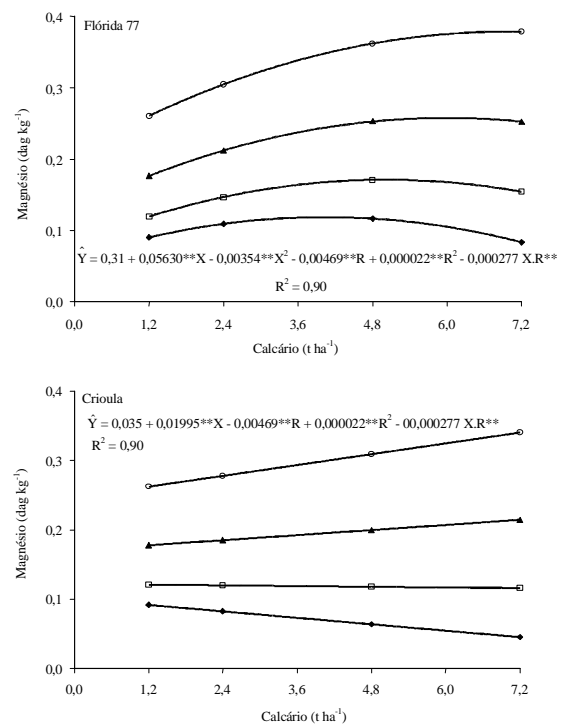 Flórida 77
0,4
0,3
0,2
0,1
0,0
Magnésio (dag kg⁻¹)
Ŷ = 0,31 + 0,05630**X - 0,00354**X² - 0,00469**R + 0,000022**R² - 0,000277 X.R**
R² = 0,90
0,0 1,2 2,4 3,6 4,8 6,0 7,2
Calcário (t ha⁻¹)
Crioula
0,4
0,3
0,2
0,1
0,0
Magnésio (dag kg⁻¹)
Ŷ = 0,035 + 0,01995**X - 0,00469**R + 0,000022**R² - 00,000277 X.R**
R² = 0,90
0,0 1,2 2,4 3,6 4,8 6,0 7,2
Calcário (t ha⁻¹)